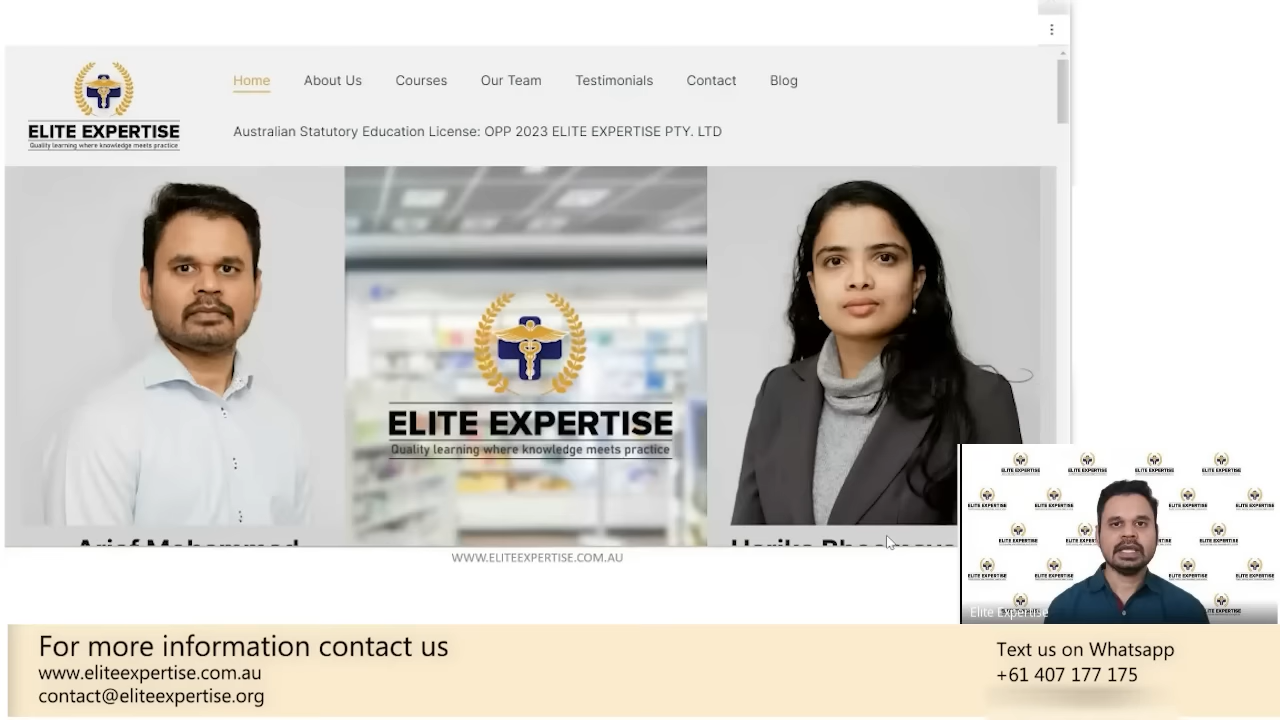 Home About Us Courses Our Team Testimonials Contact Blog
ELITE EXPERTISE
Quality learning where knowledge meets practice
Australian Statutory Education License: OPP 2023 ELITE EXPERTISE PTY. LTD
ELITE EXPERTISE
Quality learning where knowledge meets practice
WWW.ELITEEXPERTISE.COM.AU
Elite Expertise
For more information contact us
www.eliteexpertise.com.au
contact@eliteexpertise.org
Text us on Whatsapp
+61 407 177 175